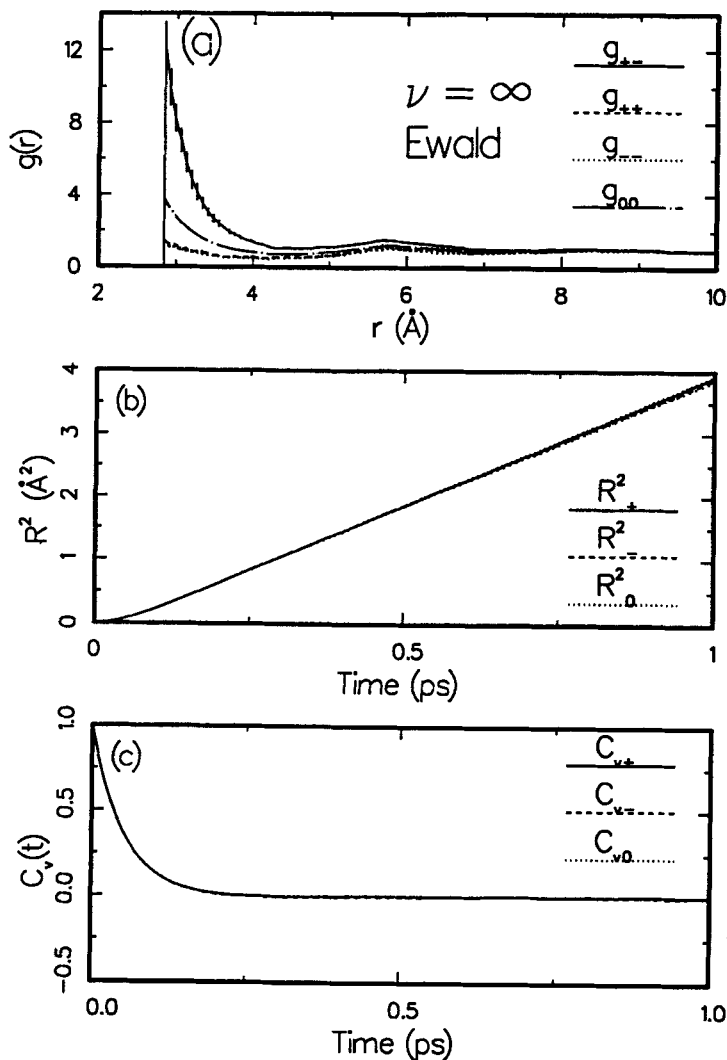 (a)
g(r)
12
8
4
0
ν = ∞
Ewald
g₊₋
g₊₊
g₋₋
g₀₀
2
4
6
8
10
r (Å)
(b)
R² (Å²)
4
3
2
1
0
R²₊
R²₋
R²₀
0
0.5
1
Time (ps)
(c)
Cᵥ(t)
1.0
0.5
0.0
−0.5
Cᵥ₊
Cᵥ₋
Cᵥ₀
0.0
0.5
1.0
Time (ps)